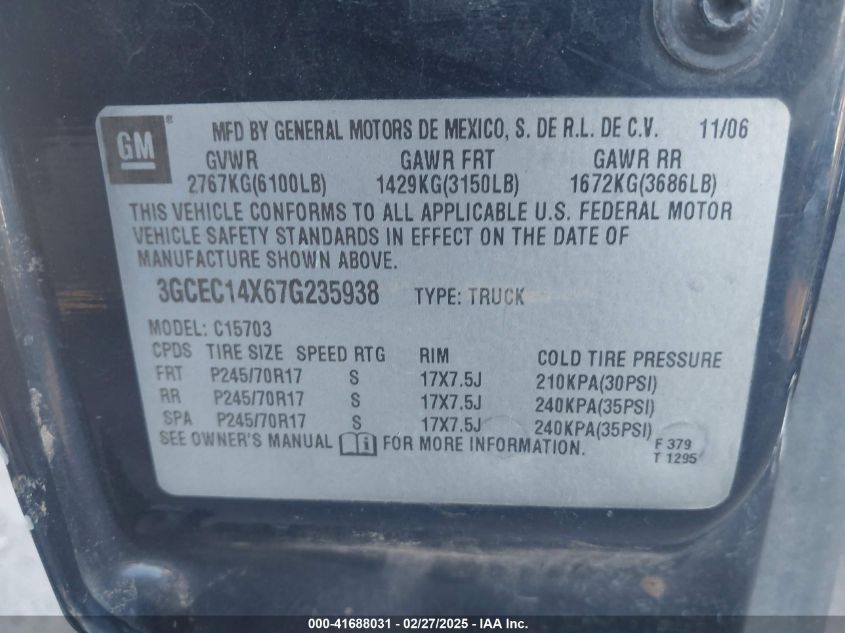 GM ® MFD BY GENERAL MOTORS DE MEXICO, S. DE R.L. DE C.V. 11/06
GVWR GAWR FRT GAWR RR
2767KG(6100LB) 1429KG(3150LB) 1672KG(3686LB)
THIS VEHICLE CONFORMS TO ALL APPLICABLE U.S. FEDERAL MOTOR
VEHICLE SAFETY STANDARDS IN EFFECT ON THE DATE OF
MANUFACTURE SHOWN ABOVE.
3GCEC14X67G235938 TYPE: TRUCK
MODEL: C15703
CPDS TIRE SIZE SPEED RTG RIM COLD TIRE PRESSURE
FRT P245/70R17 S 17X7.5J 210KPA(30PSI)
RR P245/70R17 S 17X7.5J 240KPA(35PSI)
SPA P245/70R17 S 17X7.5J 240KPA(35PSI)
SEE OWNER'S MANUAL i FOR MORE INFORMATION.
F 379
T 1295
000-41688031 - 02/27/2025 - IAA Inc.